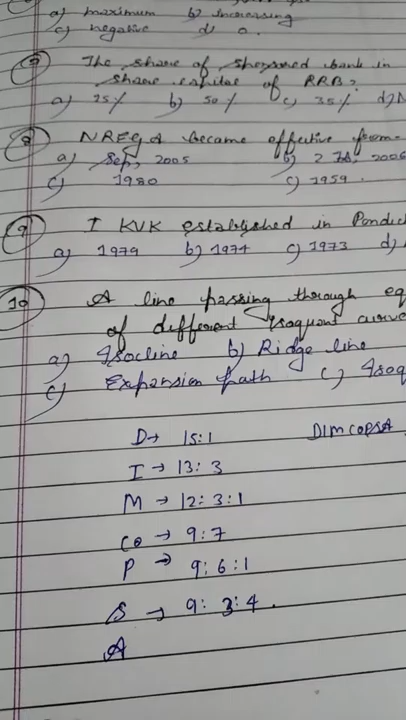 a) maximum b) Increasing
c) negative d) 0.
The share of sponsored bank in
share capital of RRB?
a) 25% b) 50% c) 35% d)
8 NREGA became effective from-
a) Sep, 2005 b) 2 Feb, 2006
c) 1980 c) 1959.
9 I KVK established in Ponduc
a) 1979 b) 1974 c) 1973 d)
10 A line passing through eq
of different Isoquant curve
a) Isocline b) Ridge line
c) Expansion path c) Isoq
D → 15:1 DIMCOPSA
I → 13:3
M → 12:3:1
Co → 9:7
P → 9:6:1
S → 9:3:4.
A